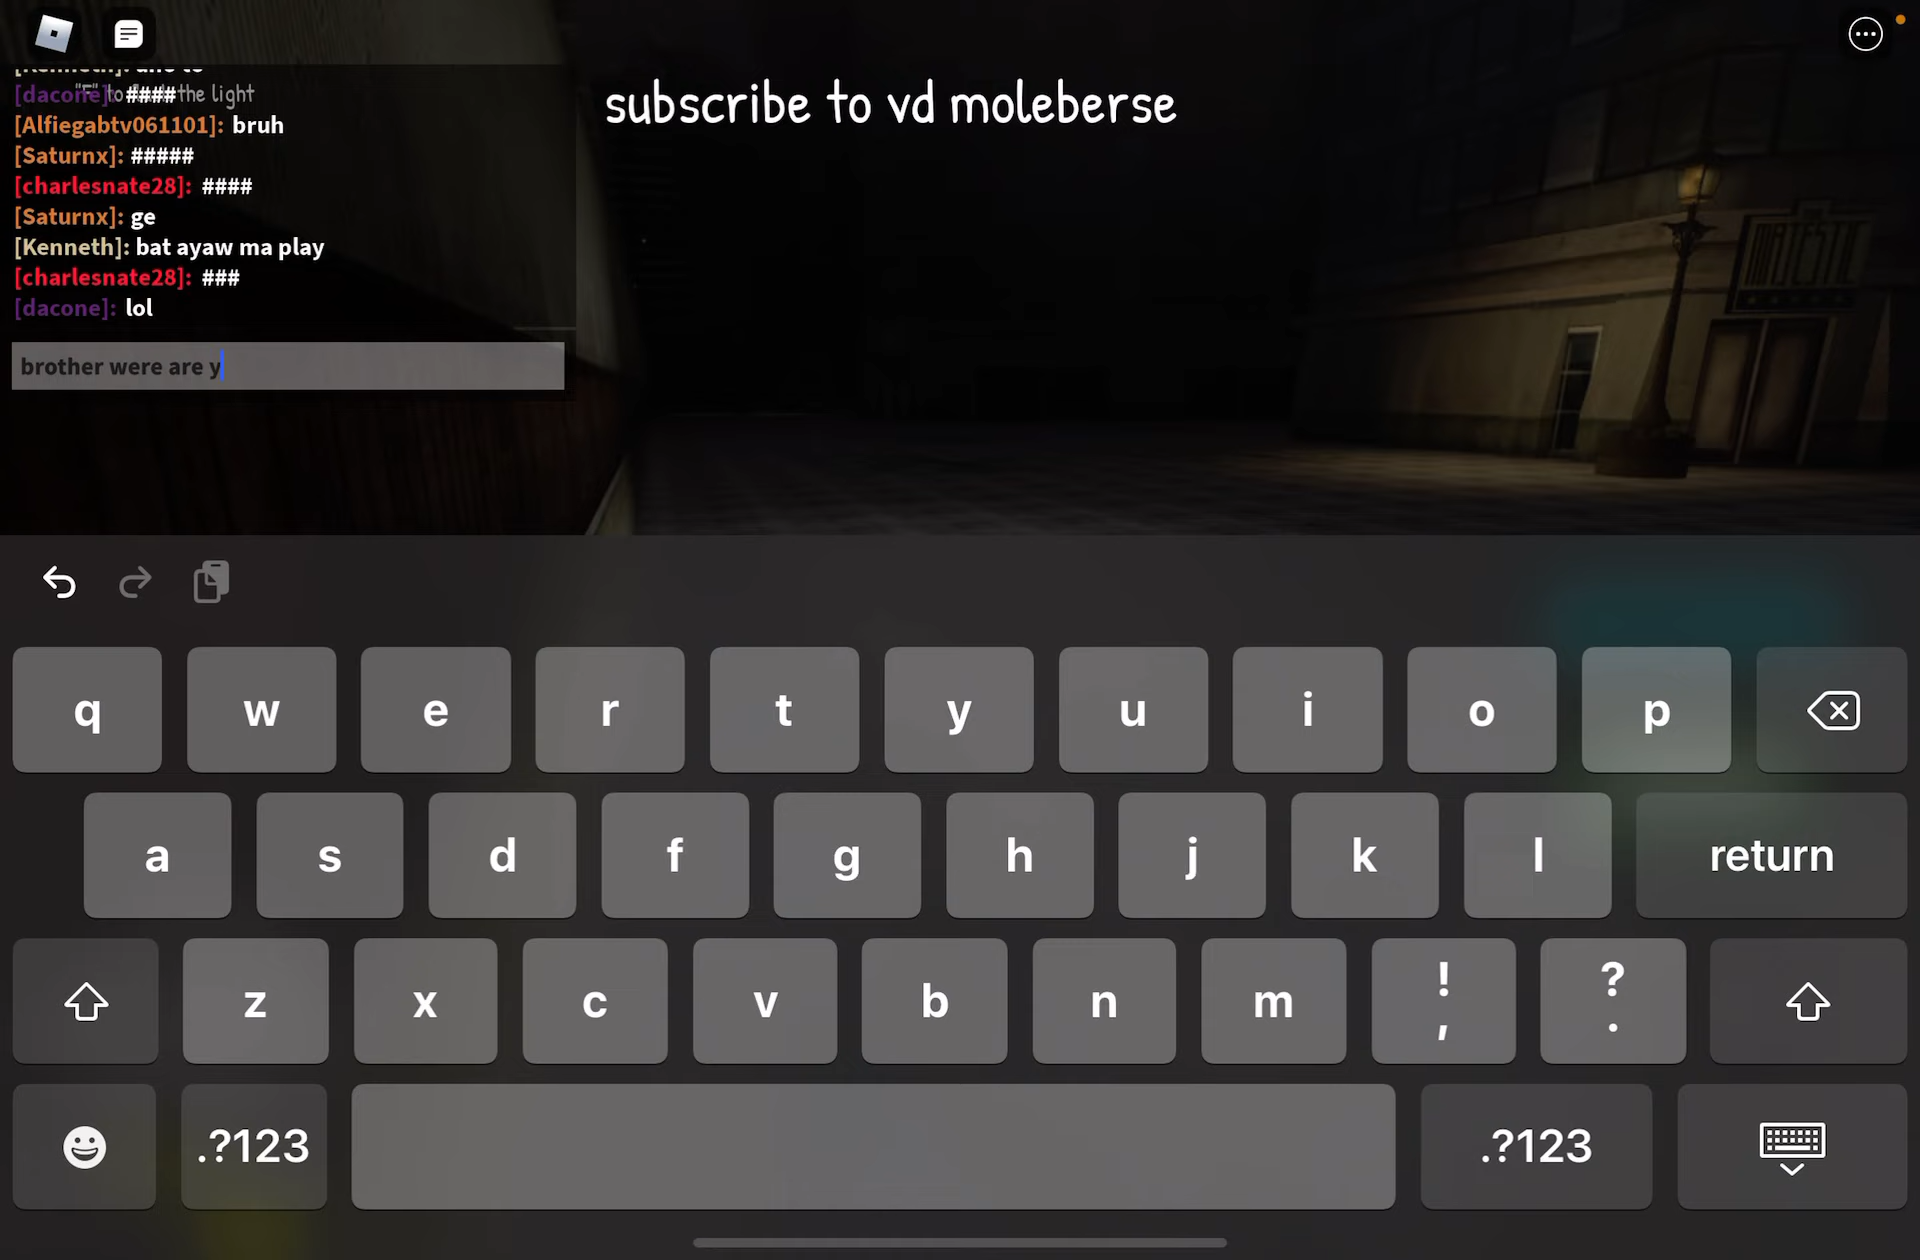 to the light
[dacone]: ####
[Alfiegabtv061101]: bruh
[Saturnx]: #####
[charlesnate28]: ####
[Saturnx]: ge
[Kenneth]: bat ayaw ma play
[charlesnate28]: ###
[dacone]: lol
brother were are y
subscribe to vd moleberse
q w e r t y u i o p
a s d f g h j k l return
z x c v b n m ! , ? .
.?123 .?123